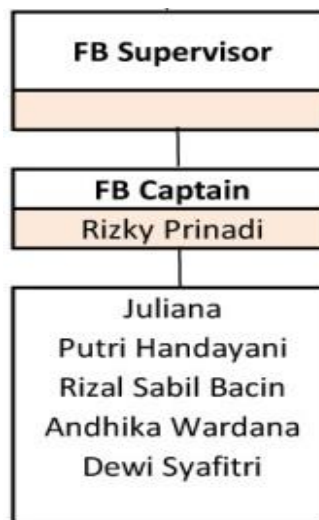 FB Supervisor
FB Captain
Rizky Prinadi
Juliana
Putri Handayani
Rizal Sabil Bacin
Andhika Wardana
Dewi Syafitri